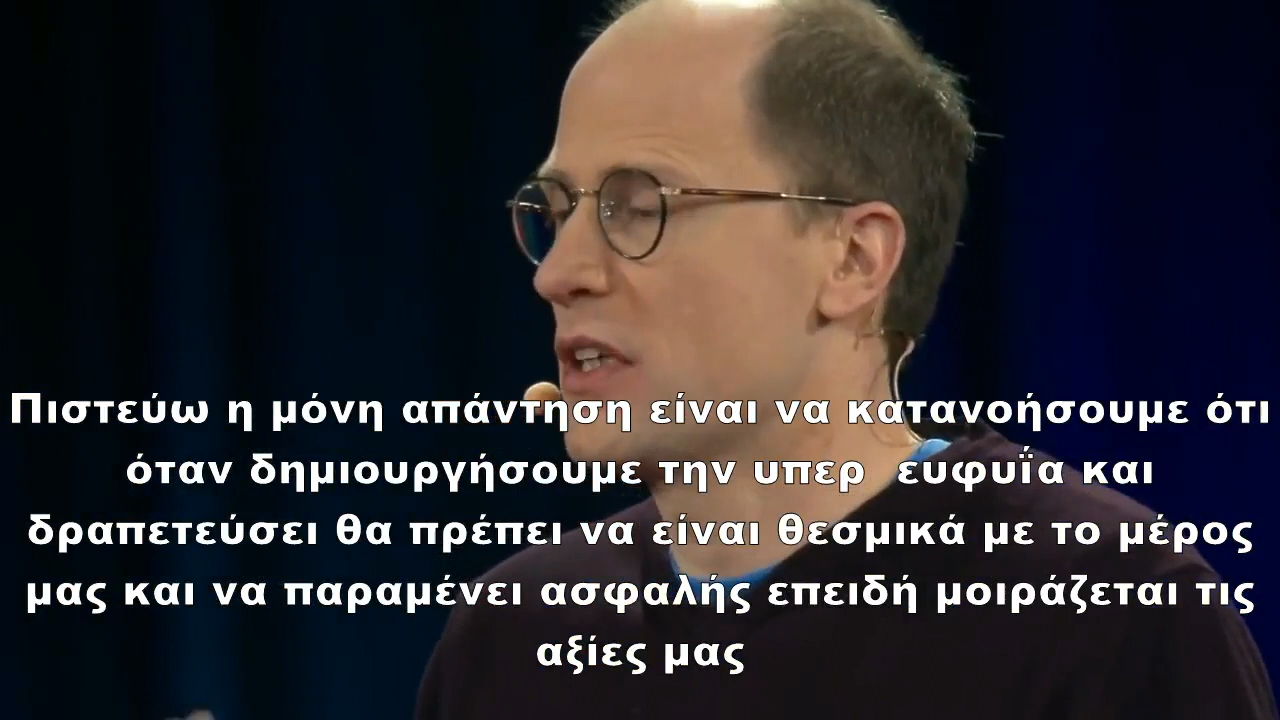 Πιστεύω η μόνη απάντηση είναι να κατανοήσουμε ότι
όταν δημιουργήσουμε την υπερ ευφυΐα και
δραπετεύσει θα πρέπει να είναι θεσμικά με το μέρος
μας και να παραμένει ασφαλής επειδή μοιράζεται τις
αξίες μας